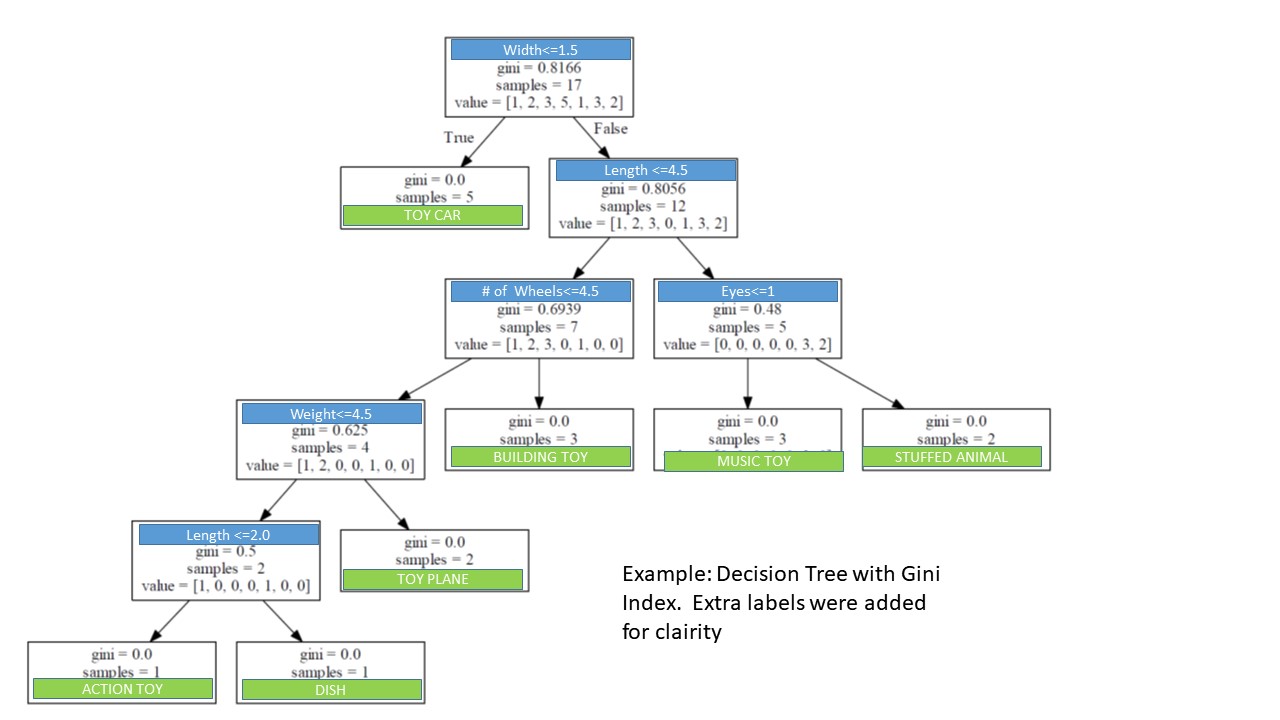 Width<=1.5
gini = 0.8166
samples = 17
value = [1, 2, 3, 5, 1, 3, 2]
True
False
gini = 0.0
samples = 5
TOY CAR
Length <=4.5
gini = 0.8056
samples = 12
value = [1, 2, 3, 0, 1, 3, 2]
# of Wheels<=4.5
gini = 0.6939
samples = 7
value = [1, 2, 3, 0, 1, 0, 0]
Eyes<=1
gini = 0.48
samples = 5
value = [0, 0, 0, 0, 0, 3, 2]
Weight<=4.5
gini = 0.625
samples = 4
value = [1, 2, 0, 0, 1, 0, 0]
gini = 0.0
samples = 3
BUILDING TOY
gini = 0.0
samples = 3
MUSIC TOY
gini = 0.0
samples = 2
STUFFED ANIMAL
Length <=2.0
gini = 0.5
samples = 2
value = [1, 0, 0, 0, 1, 0, 0]
gini = 0.0
samples = 2
TOY PLANE
Example: Decision Tree with Gini
Index. Extra labels were added
for clairity
gini = 0.0
samples = 1
ACTION TOY
gini = 0.0
samples = 1
DISH